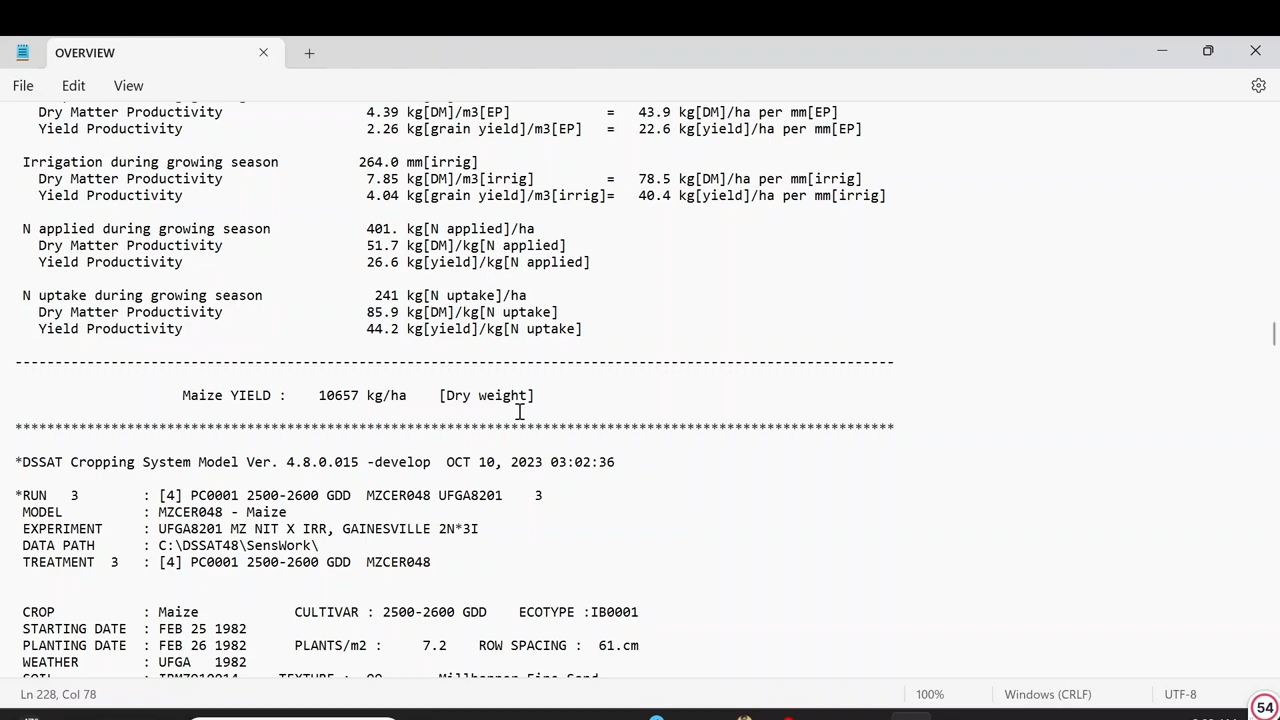 OVERVIEW
File Edit View
Dry Matter Productivity 4.39 kg[DM]/m3[EP] = 43.9 kg[DM]/ha per mm[EP]
Yield Productivity 2.26 kg[grain yield]/m3[EP] = 22.6 kg[yield]/ha per mm[EP]
Irrigation during growing season 264.0 mm[irrig]
Dry Matter Productivity 7.85 kg[DM]/m3[irrig] = 78.5 kg[DM]/ha per mm[irrig]
Yield Productivity 4.04 kg[grain yield]/m3[irrig]= 40.4 kg[yield]/ha per mm[irrig]
N applied during growing season 401. kg[N applied]/ha
Dry Matter Productivity 51.7 kg[DM]/kg[N applied]
Yield Productivity 26.6 kg[yield]/kg[N applied]
N uptake during growing season 241 kg[N uptake]/ha
Dry Matter Productivity 85.9 kg[DM]/kg[N uptake]
Yield Productivity 44.2 kg[yield]/kg[N uptake]
--------------------------------------------------------------------------------------------------------------
Maize YIELD : 10657 kg/ha [Dry weight]
**************************************************************************************************************
*DSSAT Cropping System Model Ver. 4.8.0.015 -develop OCT 10, 2023 03:02:36
*RUN 3 : [4] PC0001 2500-2600 GDD MZCER048 UFGA8201 3
MODEL : MZCER048 - Maize
EXPERIMENT : UFGA8201 MZ NIT X IRR, GAINESVILLE 2N*3I
DATA PATH : C:\DSSAT48\SensWork\
TREATMENT 3 : [4] PC0001 2500-2600 GDD MZCER048
CROP : Maize CULTIVAR : 2500-2600 GDD ECOTYPE :IB0001
STARTING DATE : FEB 25 1982
PLANTING DATE : FEB 26 1982 PLANTS/m2 : 7.2 ROW SPACING : 61.cm
WEATHER : UFGA 1982
Ln 228, Col 78 100% Windows (CRLF) UTF-8
54